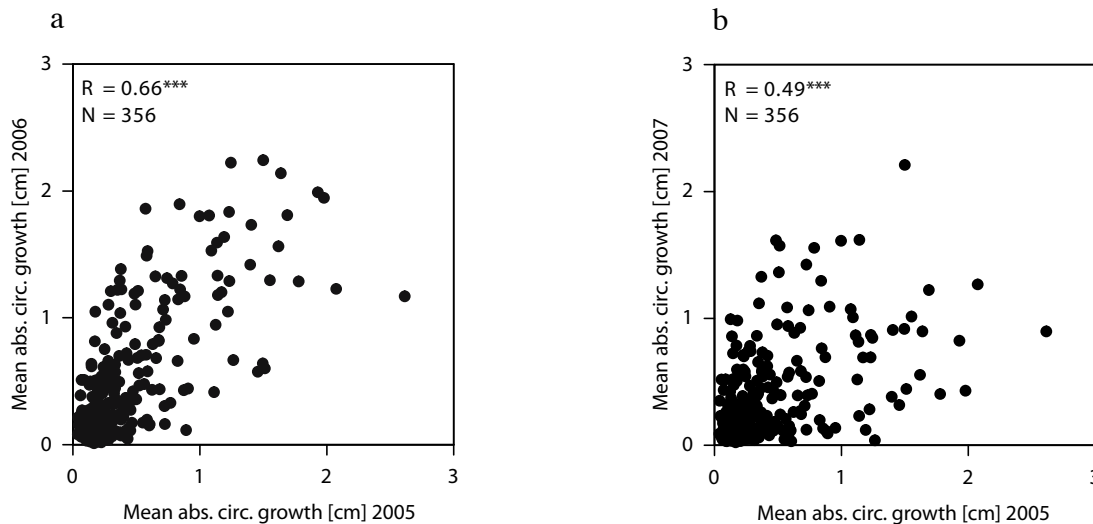 a
3
R = 0.66***
N = 356
2
1
0
0 1 2 3
Mean abs. circ. growth [cm] 2006
Mean abs. circ. growth [cm] 2005
b
3
R = 0.49***
N = 356
2
1
0
0 1 2 3
Mean abs. circ. growth [cm] 2007
Mean abs. circ. growth [cm] 2005